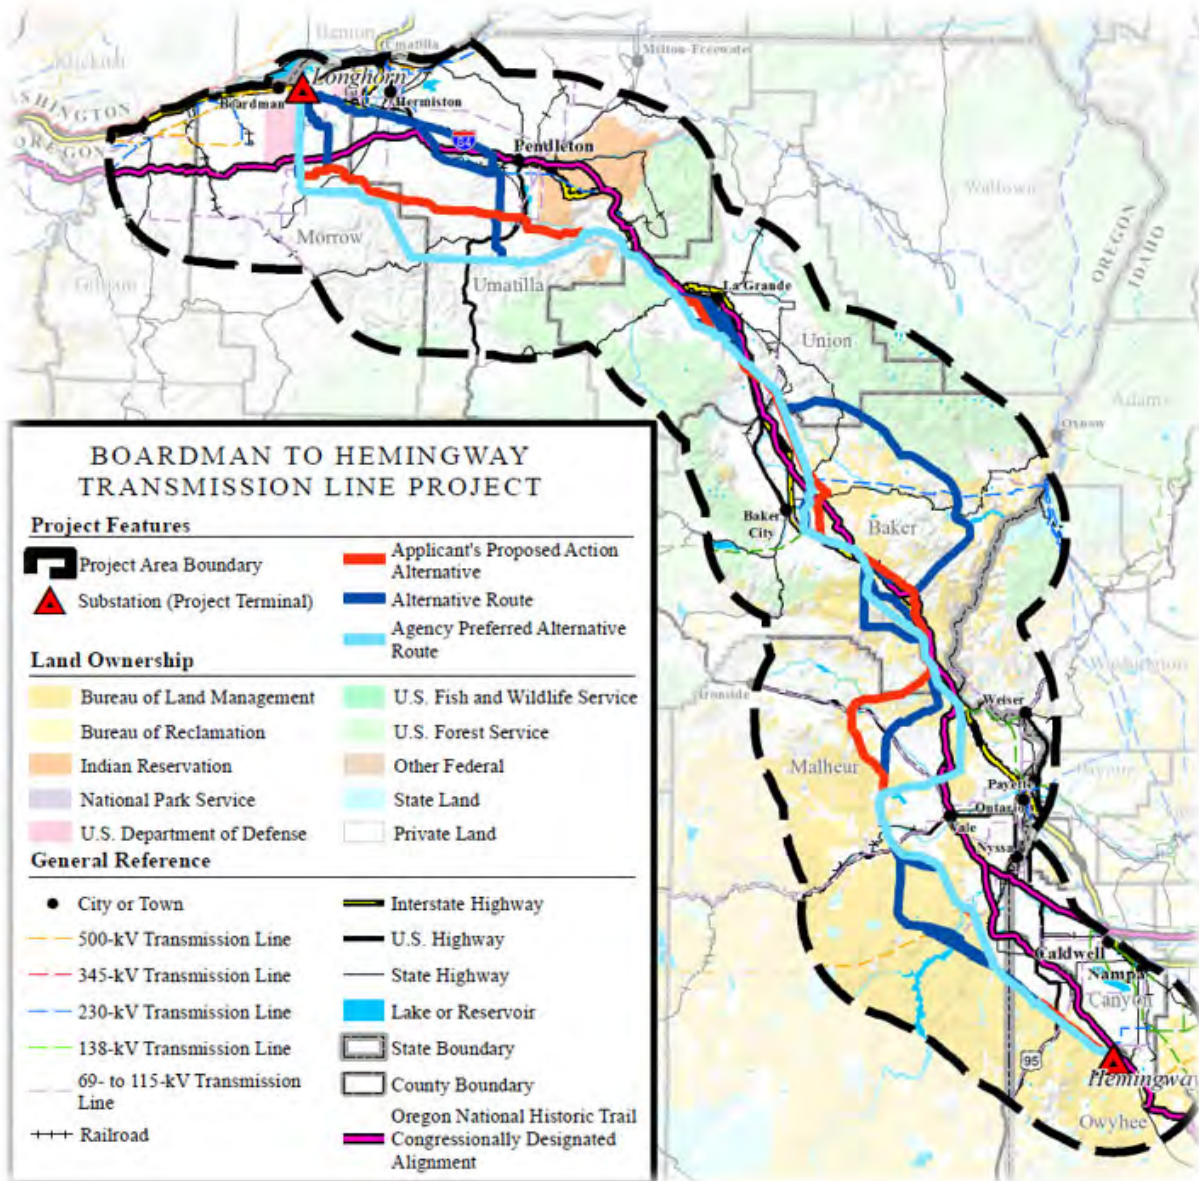 Benton
Klickitat
Umatilla
Milton-Freewate
Longhorn
Boardman
Hermiston
WASHINGTON
OREGON
84
Pendleton
Wallowa
OREGON
IDAHO
Morrow
Gilliam
Umatilla
La Grande
Union
Adams
Oxbow
Baker
City
Baker
Washington
Ironside
Weiser
Malheur
Payette
Payette
Ontario
Vale
Nyssa
Caldwell
Nampa
Canyon
95
Hemingway
Owyhee
BOARDMAN TO HEMINGWAY
TRANSMISSION LINE PROJECT
Project Features
Project Area Boundary
Substation (Project Terminal)
Applicant's Proposed Action
Alternative
Alternative Route
Agency Preferred Alternative
Route
Land Ownership
Bureau of Land Management
Bureau of Reclamation
Indian Reservation
National Park Service
U.S. Department of Defense
U.S. Fish and Wildlife Service
U.S. Forest Service
Other Federal
State Land
Private Land
General Reference
City or Town
500-kV Transmission Line
345-kV Transmission Line
230-kV Transmission Line
138-kV Transmission Line
69- to 115-kV Transmission
Line
Railroad
Interstate Highway
U.S. Highway
State Highway
Lake or Reservoir
State Boundary
County Boundary
Oregon National Historic Trail
Congressionally Designated
Alignment